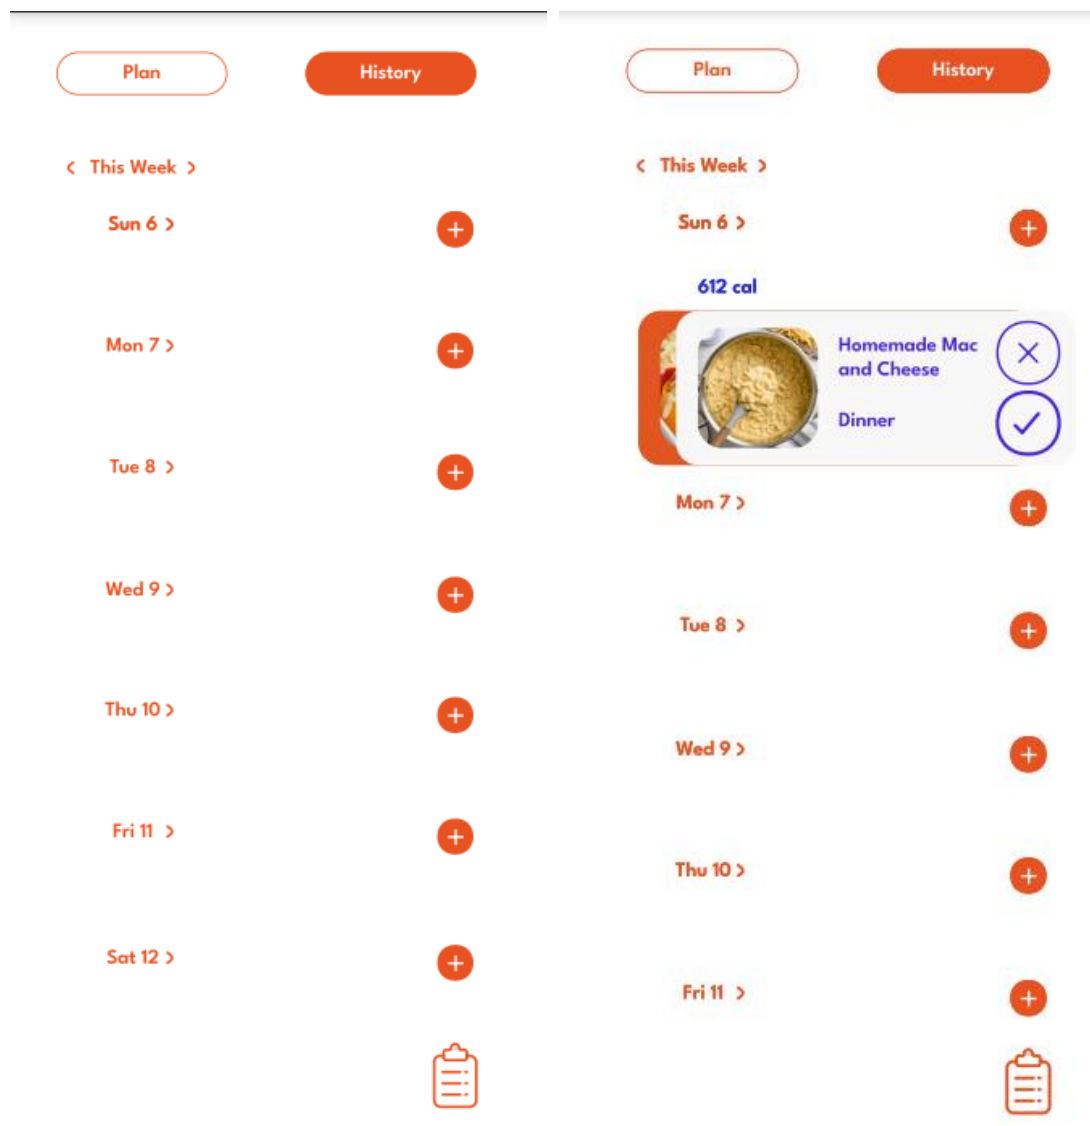 Plan
History
< This Week >
Sun 6 >
Mon 7 >
Tue 8 >
Wed 9 >
Thu 10 >
Fri 11 >
Sat 12 >
Plan
History
< This Week >
Sun 6 >
612 cal
Homemade Mac
and Cheese
Dinner
Mon 7 >
Tue 8 >
Wed 9 >
Thu 10 >
Fri 11 >